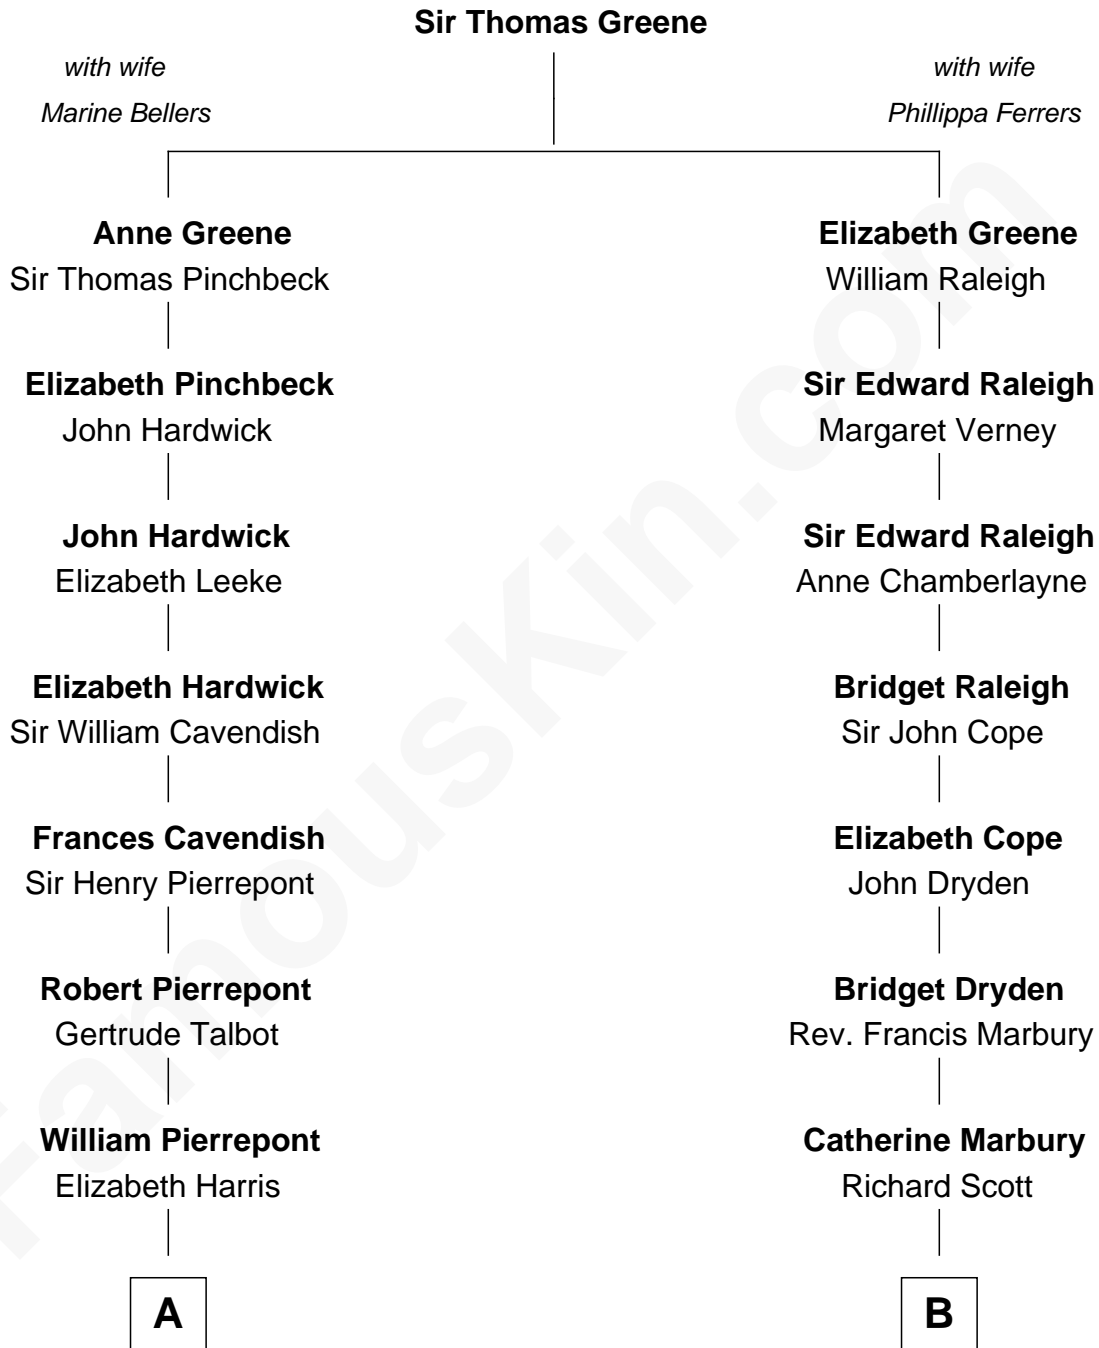 Sir Thomas Greene
with wife
Marine Bellers
with wife
Phillippa Ferrers
Anne Greene
Sir Thomas Pinchbeck
Elizabeth Greene
William Raleigh
Elizabeth Pinchbeck
John Hardwick
Sir Edward Raleigh
Margaret Verney
John Hardwick
Elizabeth Leeke
Sir Edward Raleigh
Anne Chamberlayne
Elizabeth Hardwick
Sir William Cavendish
Bridget Raleigh
Sir John Cope
Frances Cavendish
Sir Henry Pierrepont
Elizabeth Cope
John Dryden
Robert Pierrepont
Gertrude Talbot
Bridget Dryden
Rev. Francis Marbury
William Pierrepont
Elizabeth Harris
Catherine Marbury
Richard Scott
A
B
FamousKin.com